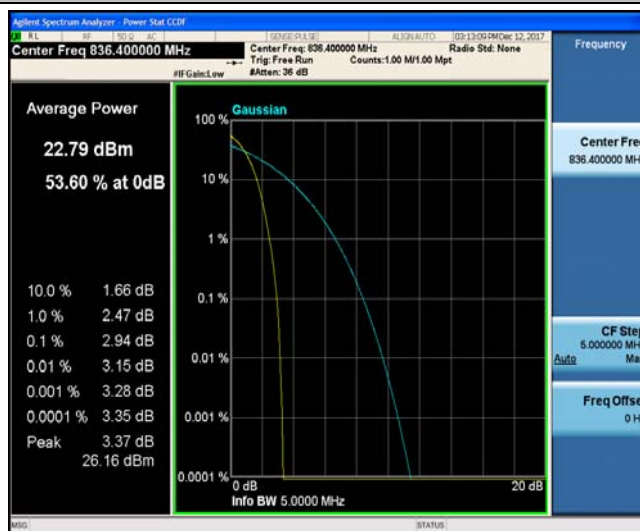 Agilent Spectrum Analyzer - Power Stat CCDF
RL RF 50 Ω AC SENSE:PULSE ALIGN AUTO 03:13:09 PM Dec 12, 2017
Center Freq 836.400000 MHz
Center Freq: 836.400000 MHz Radio Std: None
Trig: Free Run Counts:1.00 M/1.00 Mpt
#IFGain:Low #Atten: 36 dB
Frequency
Average Power
22.79 dBm
53.60 % at 0dB
10.0 % 1.66 dB
1.0 % 2.47 dB
0.1 % 2.94 dB
0.01 % 3.15 dB
0.001 % 3.28 dB
0.0001 % 3.35 dB
Peak 3.37 dB
26.16 dBm
Gaussian
100 %
10 %
1 %
0.1 %
0.01 %
0.001 %
0.0001 %
0 dB 20 dB
Info BW 5.0000 MHz
Center Fre
836.400000 MH
CF Step
5.000000 MH
Auto Ma
Freq Offse
0 H
MSG STATUS